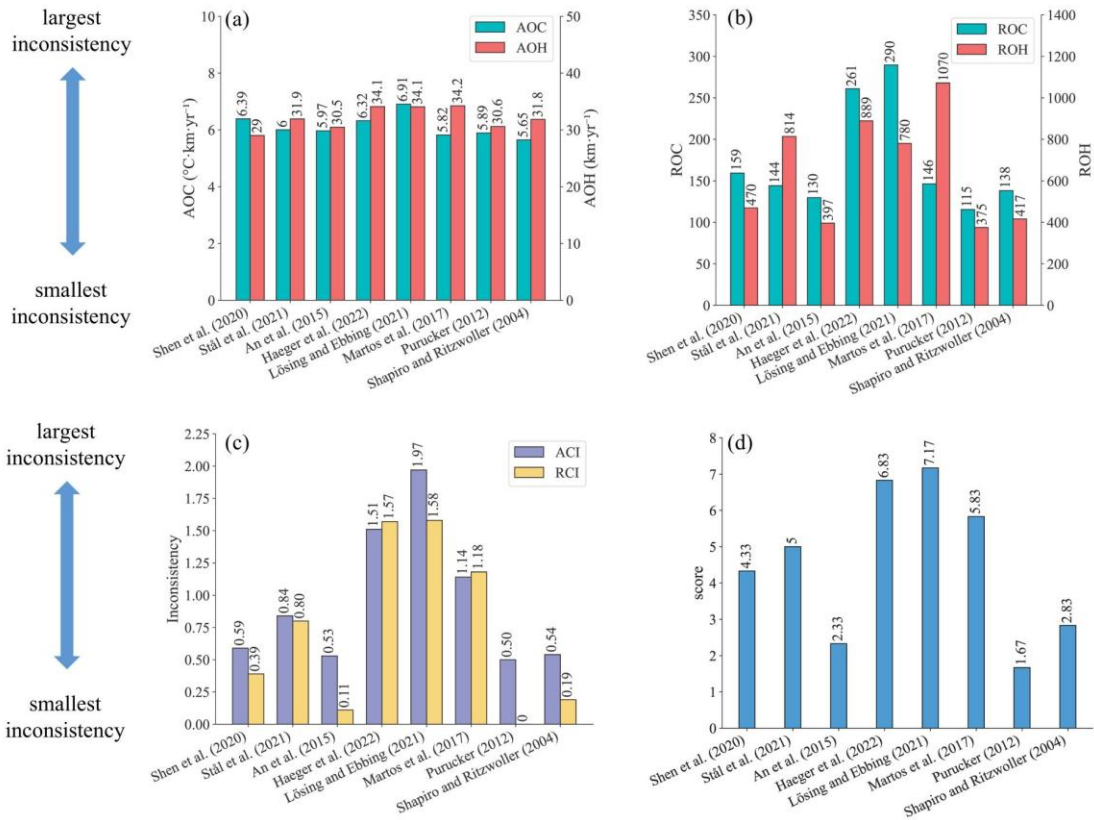 largest
inconsistency
smallest
inconsistency
(a)
AOC
AOH
AOC (°C·km·yr⁻¹)
AOH (km·yr⁻¹)
10
8
6
4
2
0
50
40
30
20
10
0
6.39
29
6
31.9
5.97
30.5
6.32
34.1
6.91
34.1
5.82
34.2
5.89
30.6
5.65
31.8
Shen et al. (2020)
Stål et al. (2021)
An et al. (2015)
Haeger et al. (2022)
Lösing and Ebbing (2021)
Martos et al. (2017)
Purucker (2012)
Shapiro and Ritzwoller (2004)
(b)
ROC
ROH
ROC
ROH
350
300
250
200
150
100
50
0
1400
1200
1000
800
600
400
200
0
159
470
144
814
130
397
261
889
290
780
146
1070
115
375
138
417
Shen et al. (2020)
Stål et al. (2021)
An et al. (2015)
Haeger et al. (2022)
Lösing and Ebbing (2021)
Martos et al. (2017)
Purucker (2012)
Shapiro and Ritzwoller (2004)
largest
inconsistency
smallest
inconsistency
(c)
ACI
RCI
Inconsistency
2.25
2.00
1.75
1.50
1.25
1.00
0.75
0.50
0.25
0.00
0.59
0.39
0.84
0.80
0.53
0.11
1.51
1.57
1.97
1.58
1.14
1.18
0.50
0
0.54
0.19
Shen et al. (2020)
Stål et al. (2021)
An et al. (2015)
Haeger et al. (2022)
Lösing and Ebbing (2021)
Martos et al. (2017)
Purucker (2012)
Shapiro and Ritzwoller (2004)
(d)
score
8
7
6
5
4
3
2
1
0
4.33
5
2.33
6.83
7.17
5.83
1.67
2.83
Shen et al. (2020)
Stål et al. (2021)
An et al. (2015)
Haeger et al. (2022)
Lösing and Ebbing (2021)
Martos et al. (2017)
Purucker (2012)
Shapiro and Ritzwoller (2004)